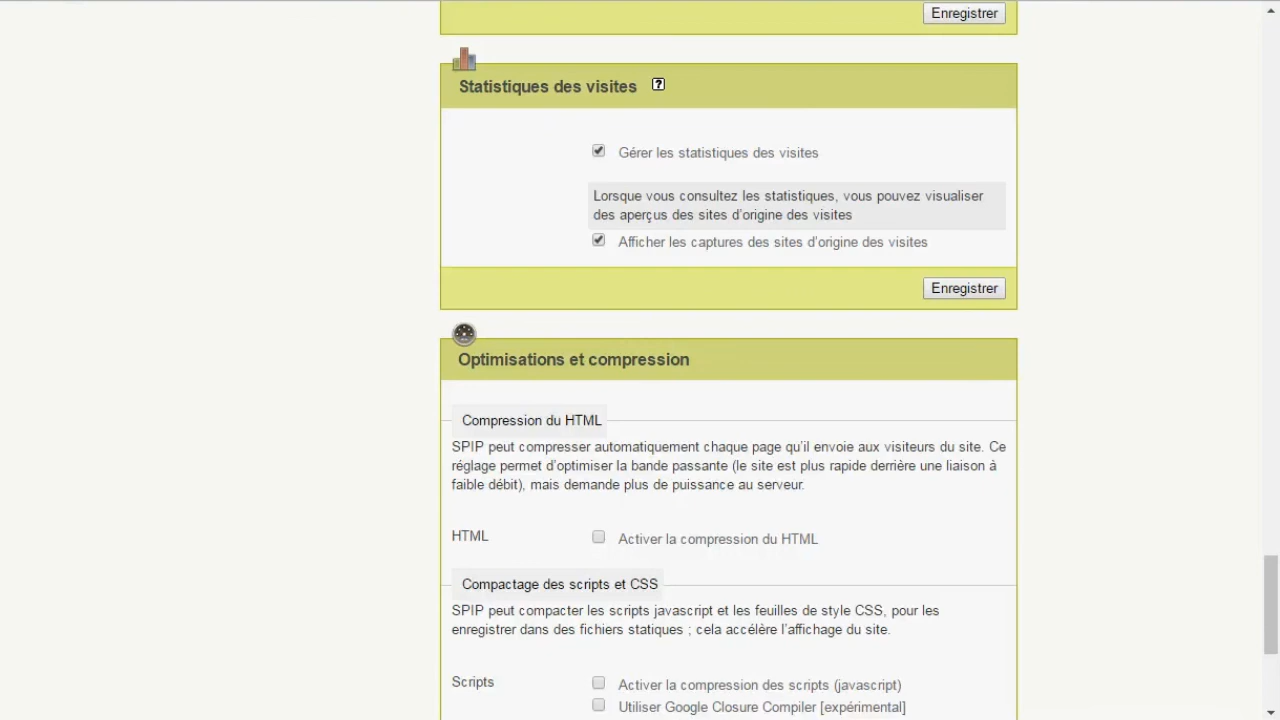 Enregistrer
Statistiques des visites ?
Gérer les statistiques des visites
Lorsque vous consultez les statistiques, vous pouvez visualiser
des aperçus des sites d'origine des visites
Afficher les captures des sites d'origine des visites
Enregistrer
Optimisations et compression
Compression du HTML
SPIP peut compresser automatiquement chaque page qu'il envoie aux visiteurs du site. Ce
réglage permet d'optimiser la bande passante (le site est plus rapide derrière une liaison à
faible débit), mais demande plus de puissance au serveur.
HTML Activer la compression du HTML
Compactage des scripts et CSS
SPIP peut compacter les scripts javascript et les feuilles de style CSS, pour les
enregistrer dans des fichiers statiques ; cela accélère l'affichage du site.
Scripts Activer la compression des scripts (javascript)
Utiliser Google Closure Compiler [expérimental]